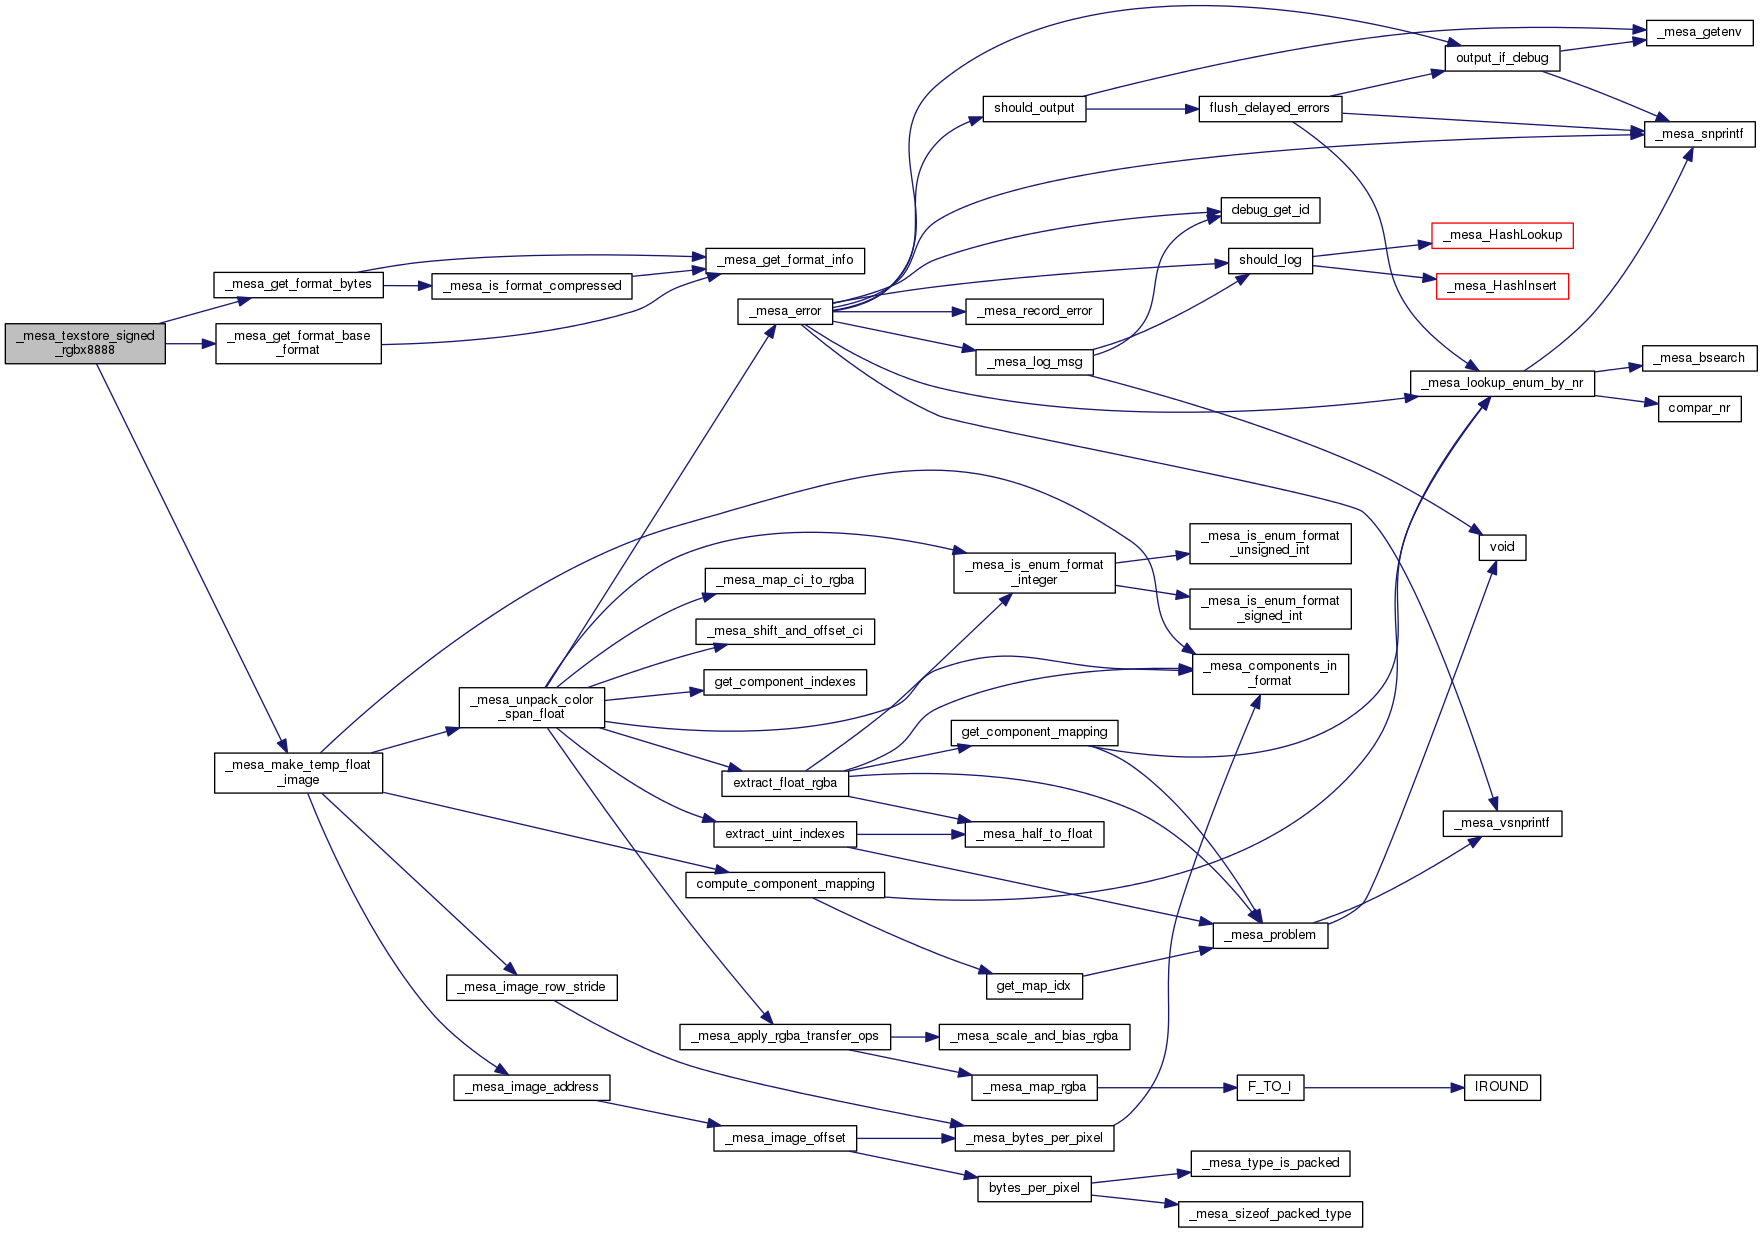 _mesa_texstore_signed
_rgbx8888
_mesa_get_format_bytes
_mesa_get_format_base
_format
_mesa_make_temp_float
_image
_mesa_is_format_compressed
_mesa_unpack_color
_span_float
_mesa_image_row_stride
_mesa_image_address
_mesa_get_format_info
_mesa_error
_mesa_map_ci_to_rgba
_mesa_shift_and_offset_ci
get_component_indexes
extract_float_rgba
extract_uint_indexes
compute_component_mapping
_mesa_apply_rgba_transfer_ops
_mesa_image_offset
should_output
_mesa_record_error
_mesa_log_msg
_mesa_is_enum_format
_integer
get_component_mapping
_mesa_half_to_float
get_map_idx
_mesa_scale_and_bias_rgba
_mesa_map_rgba
_mesa_bytes_per_pixel
bytes_per_pixel
flush_delayed_errors
debug_get_id
should_log
_mesa_is_enum_format
_unsigned_int
_mesa_is_enum_format
_signed_int
_mesa_components_in
_format
_mesa_problem
F_TO_I
_mesa_type_is_packed
_mesa_sizeof_packed_type
output_if_debug
_mesa_HashLookup
_mesa_HashInsert
_mesa_lookup_enum_by_nr
void
_mesa_vsnprintf
IROUND
_mesa_getenv
_mesa_snprintf
_mesa_bsearch
compar_nr